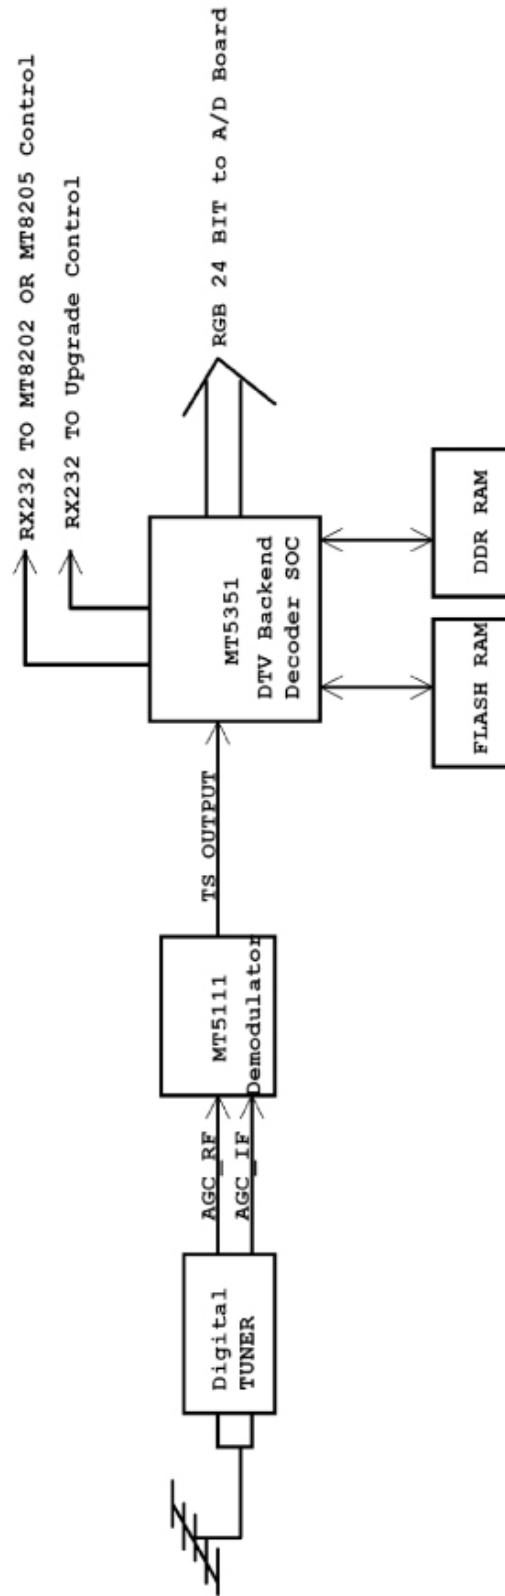 RX232 TO MT8202 OR MT8205 Control
RX232 TO Upgrade Control
RGB 24 BIT to A/D Board
Digital
TUNER
AGC_RF
AGC_IF
MT5111
Demodulator
TS OUTPUT
MT5351
DTV Backend
Decoder SOC
FLASH RAM
DDR RAM